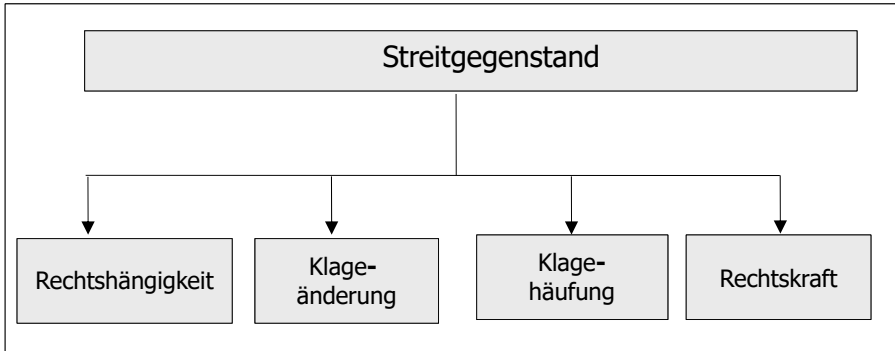 Streitgegenstand
Rechtshängigkeit
Klage-
änderung
Klage-
häufung
Rechtskraft